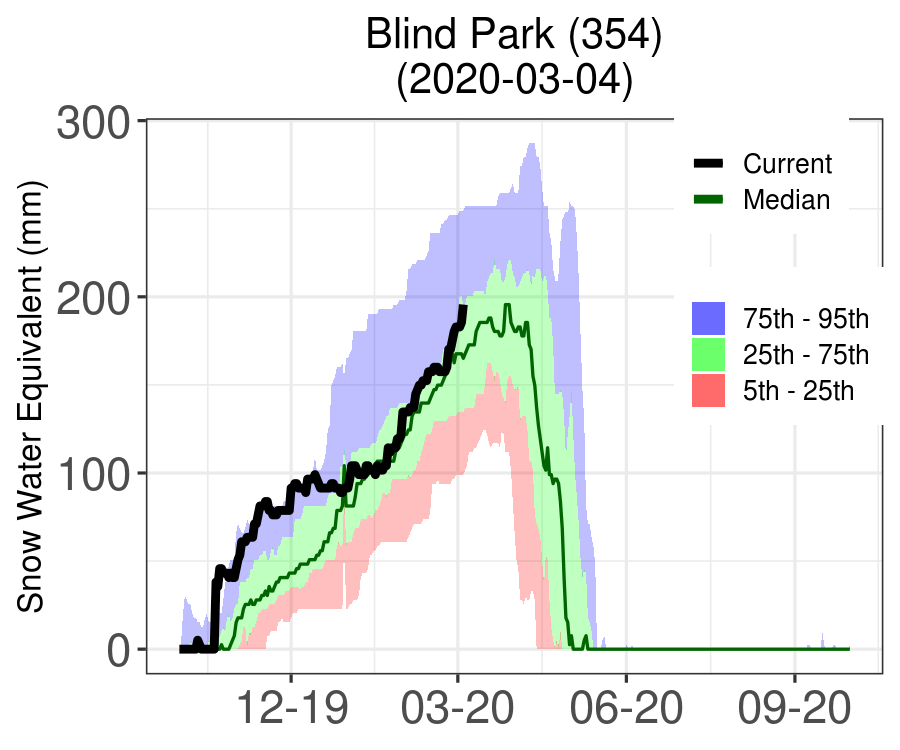 Blind Park (354)
(2020-03-04)
Snow Water Equivalent (mm)
300
200
100
0
12-19
03-20
06-20
09-20
Current
Median
75th - 95th
25th - 75th
5th - 25th